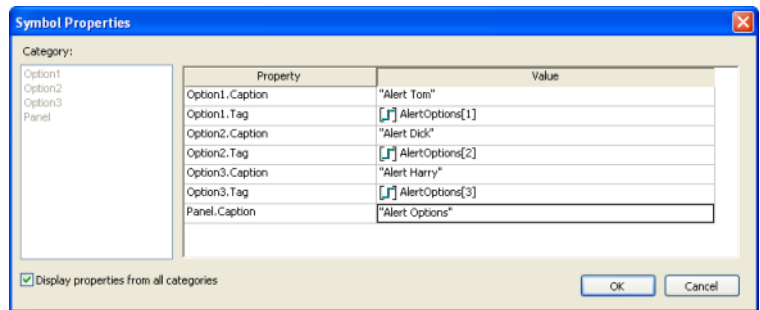 Symbol Properties
Category:
Option1
Option2
Option3
Panel
Property Value
Option1.Caption "Alert Tom"
Option1.Tag AlertOptions[1]
Option2.Caption "Alert Dick"
Option2.Tag AlertOptions[2]
Option3.Caption "Alert Harry"
Option3.Tag AlertOptions[3]
Panel.Caption "Alert Options"
Display properties from all categories
OK Cancel